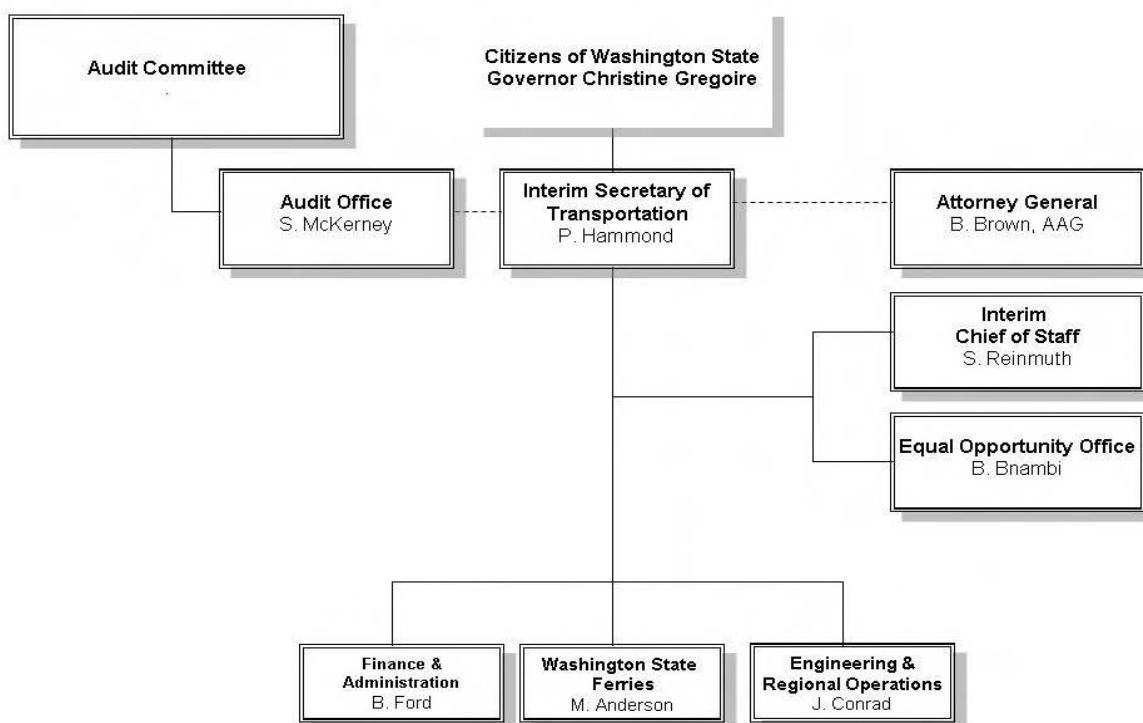 Audit Committee
.
Citizens of Washington State
Governor Christine Gregoire
Audit Office
S. McKerney
Interim Secretary of
Transportation
P. Hammond
Attorney General
B. Brown, AAG
Interim
Chief of Staff
S. Reinmuth
Equal Opportunity Office
B. Bnambi
Finance &
Administration
B. Ford
Washington State
Ferries
M. Anderson
Engineering &
Regional Operations
J. Conrad